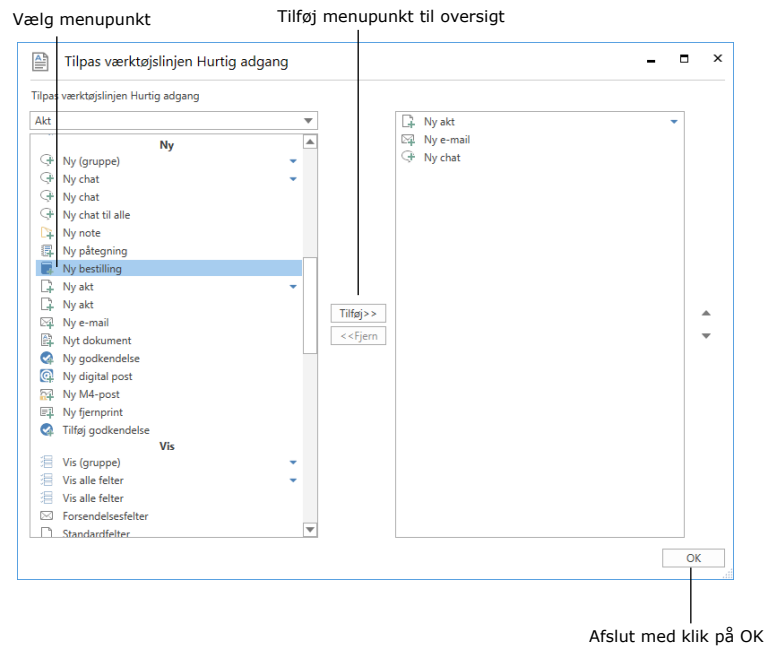 Vælg menupunkt
Tilføj menupunkt til oversigt
Tilpas værktøjslinjen Hurtig adgang
Tilpas værktøjslinjen Hurtig adgang
Akt
Ny
Ny (gruppe)
Ny chat
Ny chat
Ny chat til alle
Ny note
Ny påtegning
Ny bestilling
Ny akt
Ny akt
Ny e-mail
Nyt dokument
Ny godkendelse
Ny digital post
Ny M4-post
Ny fjernprint
Tilføj godkendelse
Vis
Vis (gruppe)
Vis alle felter
Vis alle felter
Forsendelsesfelter
Standardfelter
Tilføj>>
<<Fjern
Ny akt
Ny e-mail
Ny chat
OK
Afslut med klik på OK